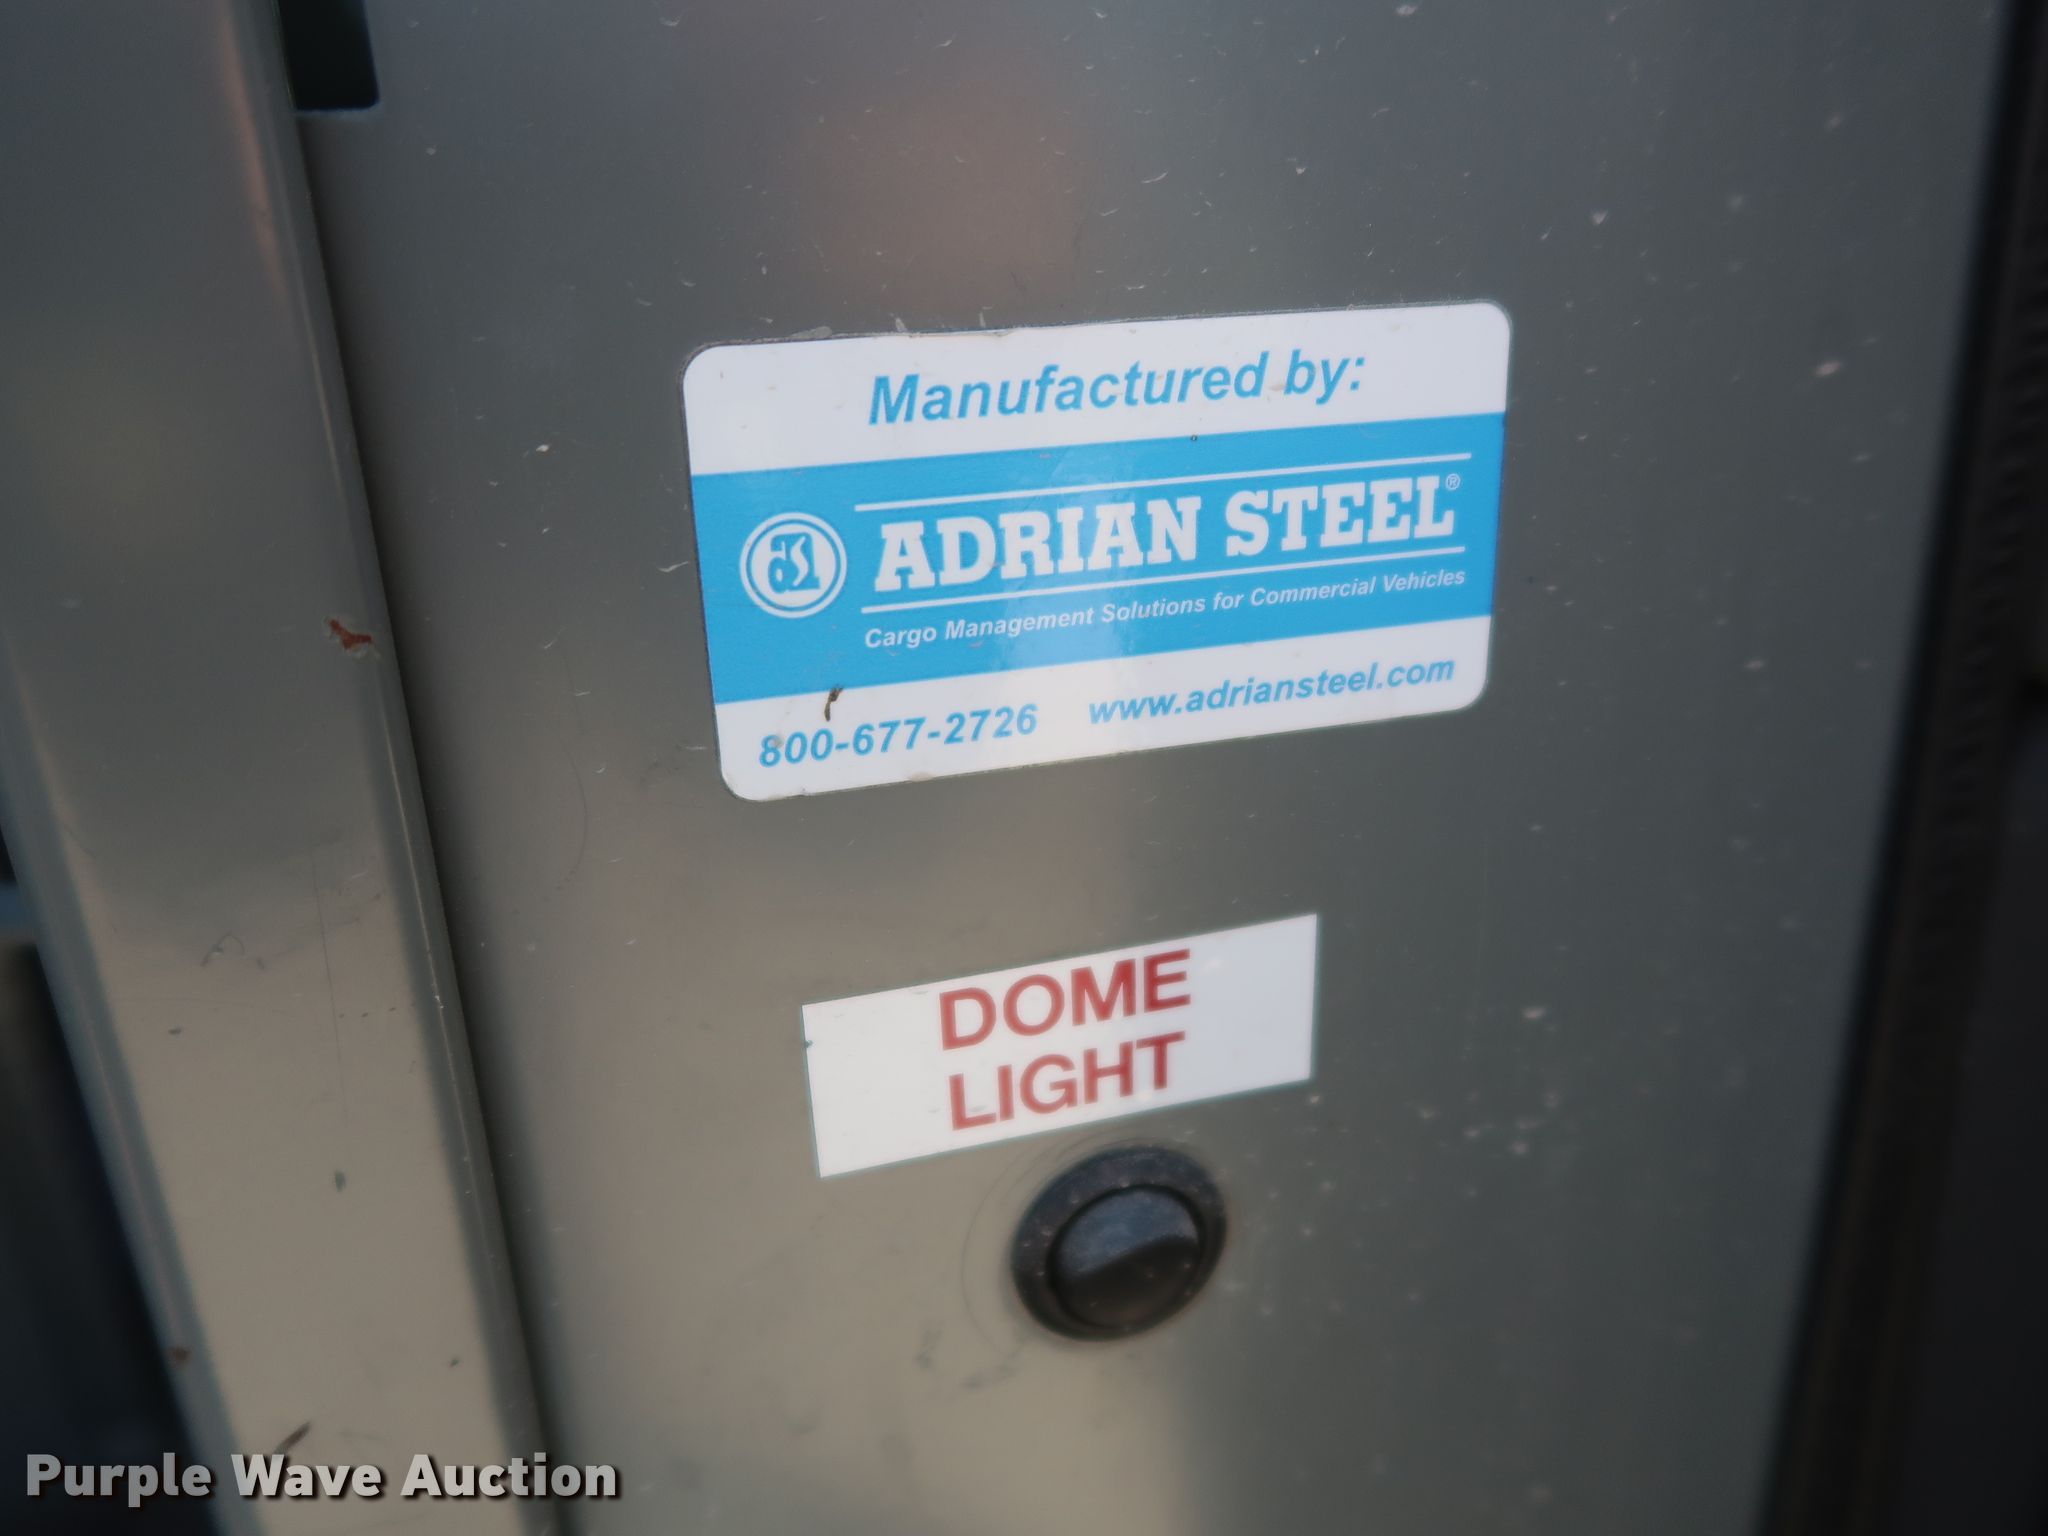 Manufactured by:
ADRIAN STEEL®
Cargo Management Solutions for Commercial Vehicles
800-677-2726 www.adriansteel.com
DOME
LIGHT
Purple Wave Auction